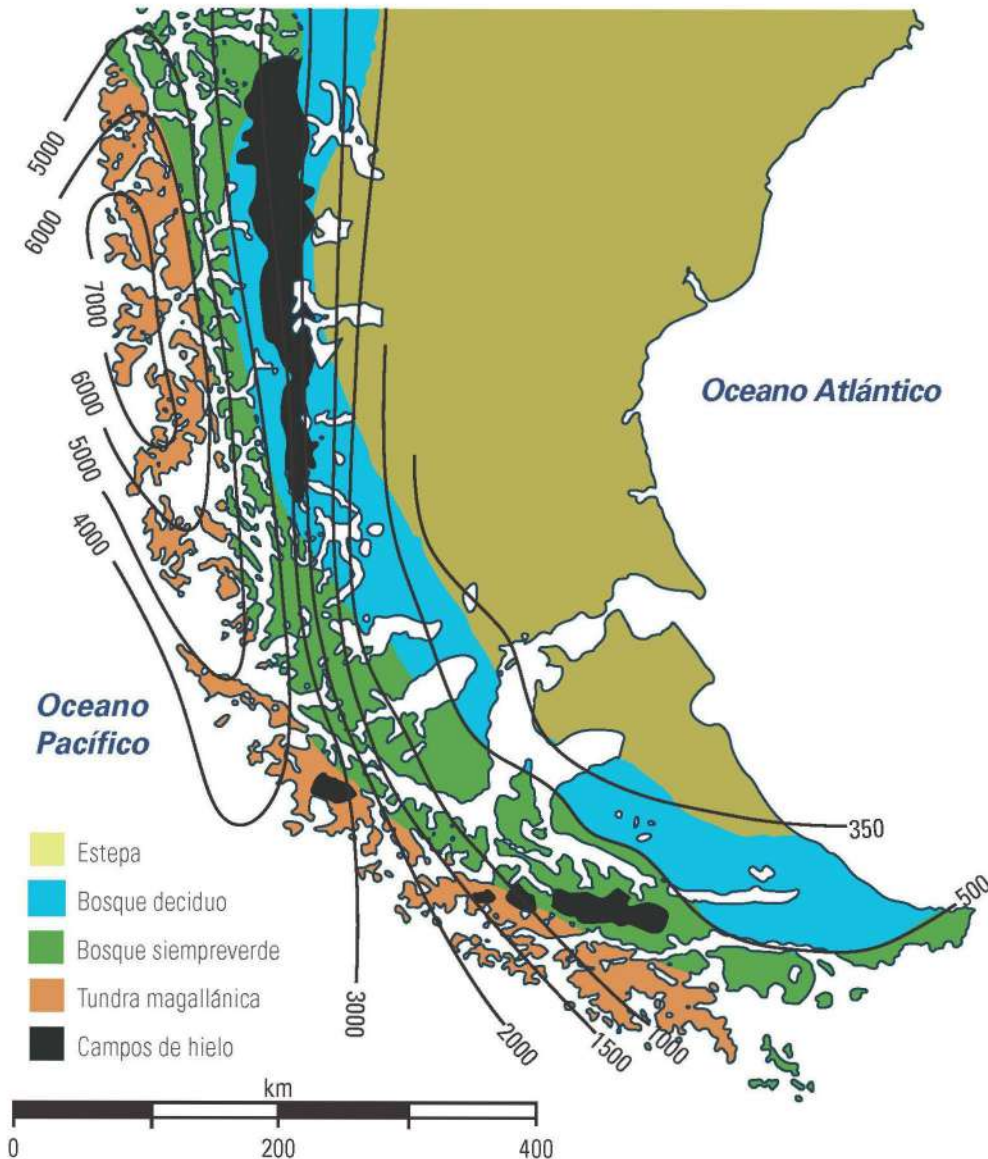 5000
6000
7000
6000
5000
4000
Oceano Atlántico
Oceano
Pacífico
350
500
3000
2000
1500
1000
Estepa
Bosque deciduo
Bosque siempreverde
Tundra magallánica
Campos de hielo
km
0 200 400